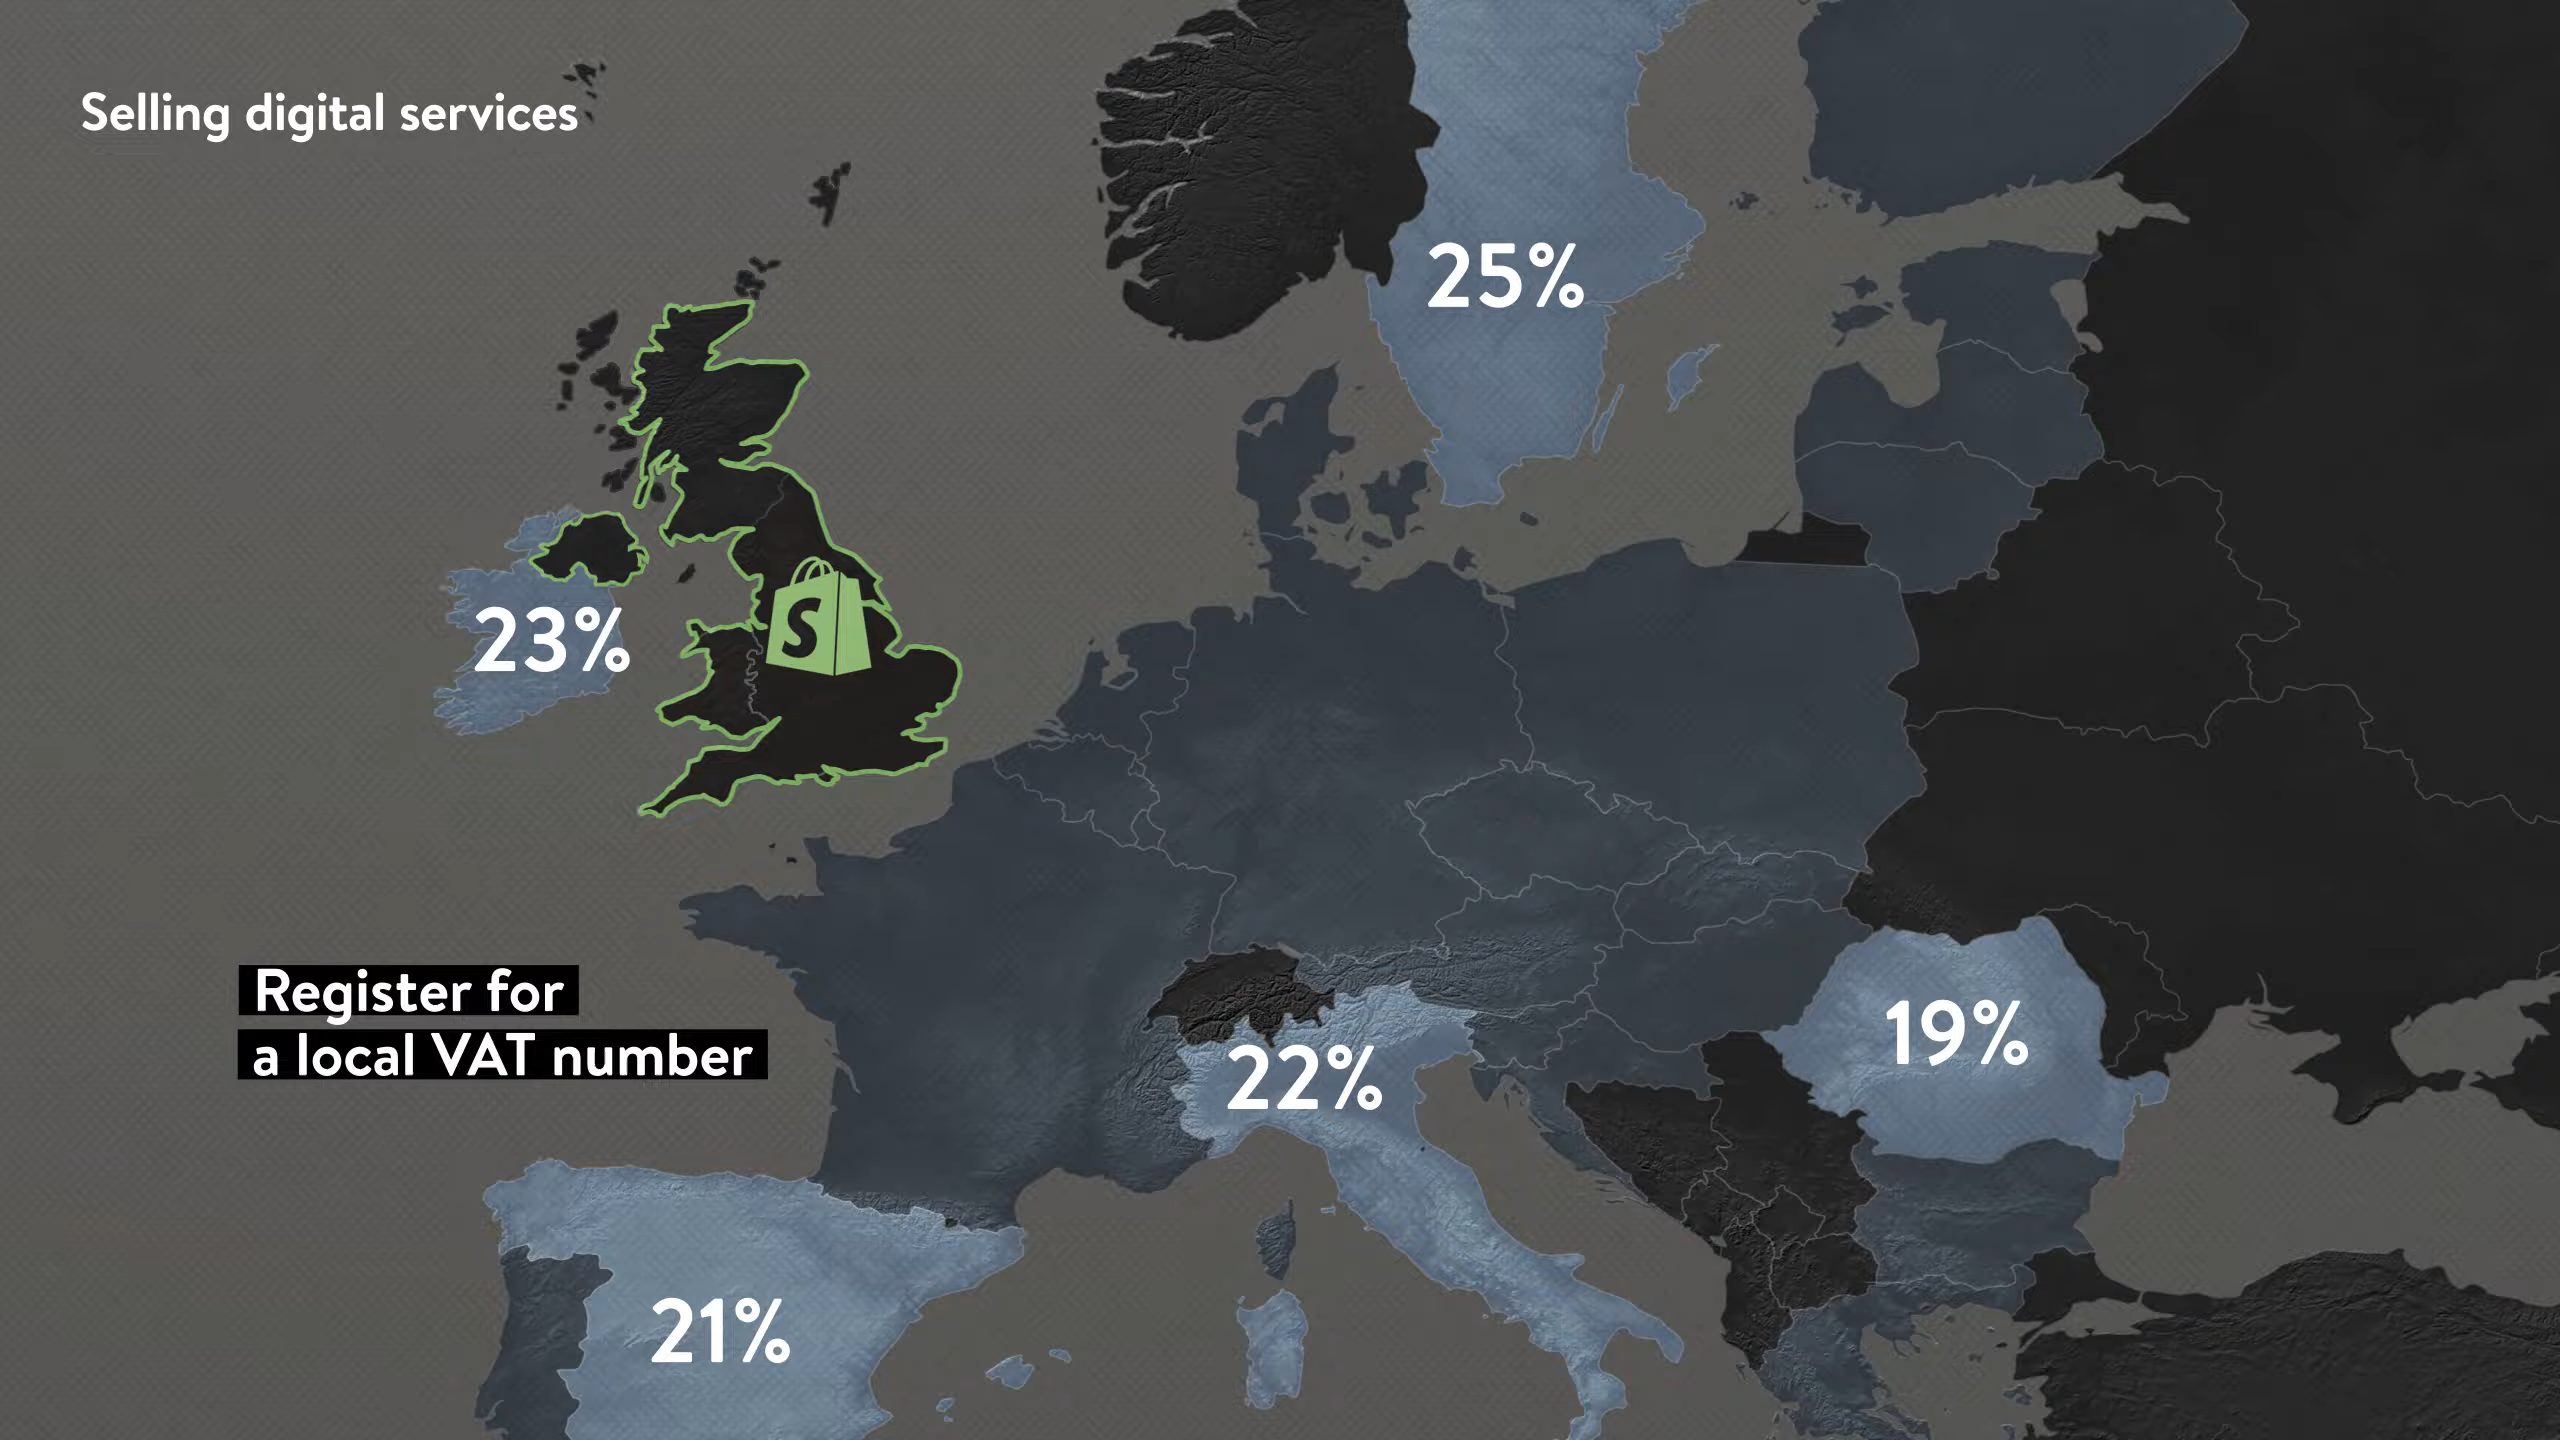 Selling digital services
25%
23%
S
Register for
a local VAT number
22%
19%
21%